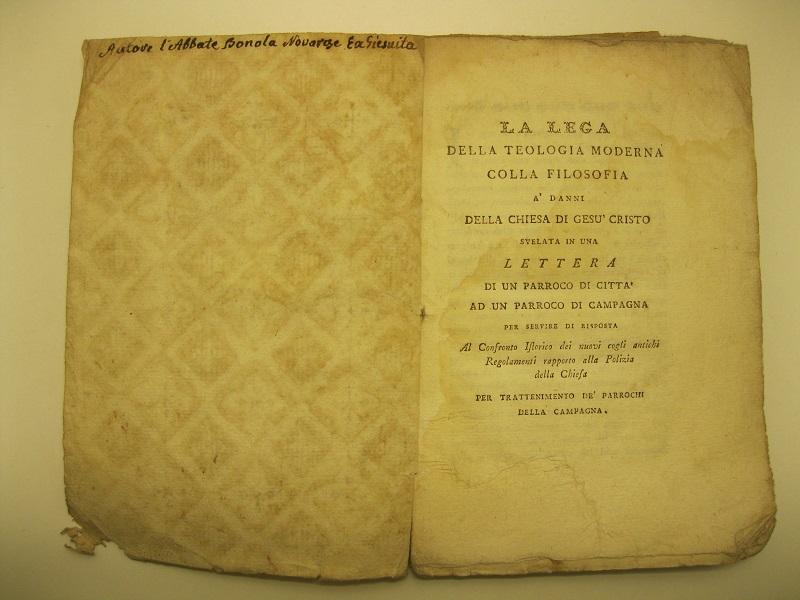 Autore l'Abbate Bonola Novarese ExGiesuita
LA LEGA
DELLA TEOLOGIA MODERNA
COLLA FILOSOFIA
A' DANNI
DELLA CHIESA DI GESU' CRISTO
SVELATA IN UNA
LETTERA
DI UN PARROCO DI CITTA'
AD UN PARROCO DI CAMPAGNA
PER SERVIRE DI RISPOSTA
Al Confronto Iſtorico dei nuovi cogli antichi
Regolamenti rapporto alla Polizia
della Chieſa
PER TRATTENIMENTO DE' PARROCHI
DELLA CAMPAGNA.